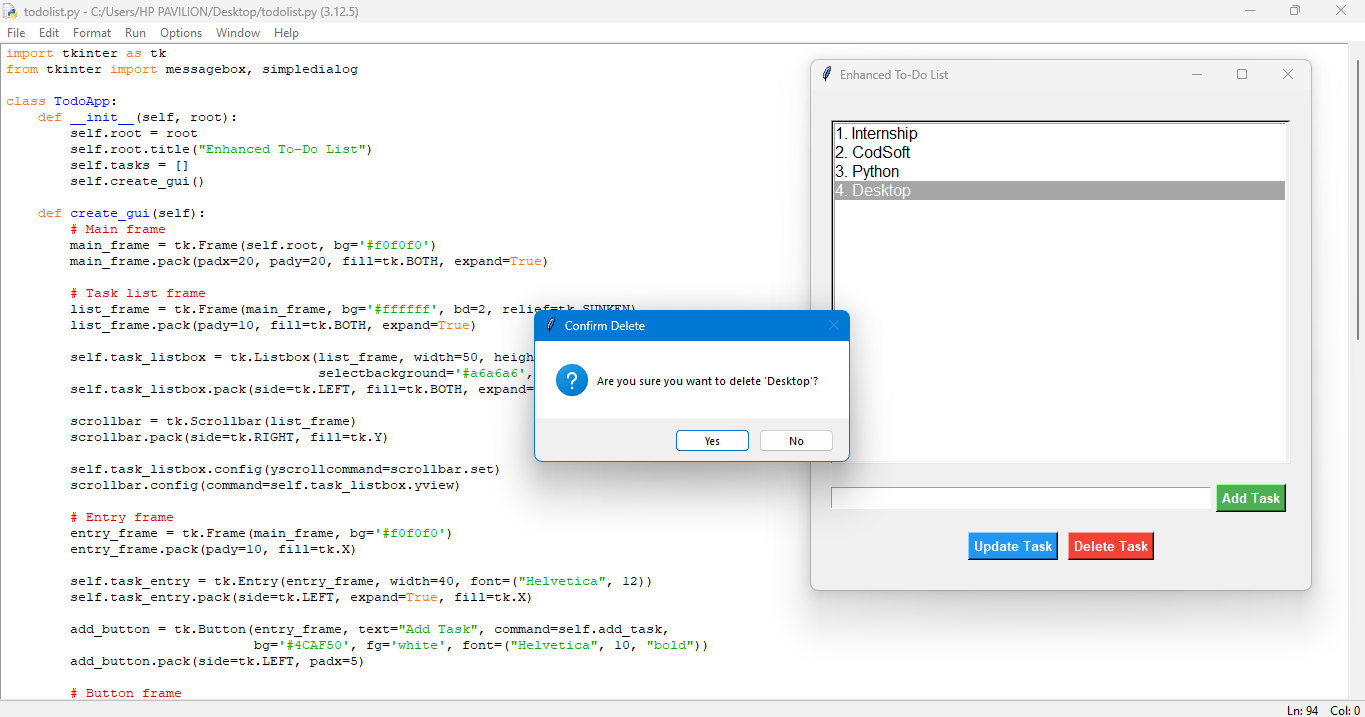 todolist.py - C:/Users/HP PAVILION/Desktop/todolist.py (3.12.5)
File Edit Format Run Options Window Help
import tkinter as tk
from tkinter import messagebox, simpledialog
class TodoApp:
    def __init__(self, root):
        self.root = root
        self.root.title("Enhanced To-Do List")
        self.tasks = []
        self.create_gui()
    def create_gui(self):
        # Main frame
        main_frame = tk.Frame(self.root, bg='#f0f0f0')
        main_frame.pack(padx=20, pady=20, fill=tk.BOTH, expand=True)
        # Task list frame
        list_frame = tk.Frame(main_frame, bg='#ffffff', bd=2, relief=tk.SUNKEN)
        list_frame.pack(pady=10, fill=tk.BOTH, expand=True)
        self.task_listbox = tk.Listbox(list_frame, width=50, heigh
                                       selectbackground='#a6a6a6',
        self.task_listbox.pack(side=tk.LEFT, fill=tk.BOTH, expand=
        scrollbar = tk.Scrollbar(list_frame)
        scrollbar.pack(side=tk.RIGHT, fill=tk.Y)
        self.task_listbox.config(yscrollcommand=scrollbar.set)
        scrollbar.config(command=self.task_listbox.yview)
        # Entry frame
        entry_frame = tk.Frame(main_frame, bg='#f0f0f0')
        entry_frame.pack(pady=10, fill=tk.X)
        self.task_entry = tk.Entry(entry_frame, width=40, font=("Helvetica", 12))
        self.task_entry.pack(side=tk.LEFT, expand=True, fill=tk.X)
        add_button = tk.Button(entry_frame, text="Add Task", command=self.add_task,
                               bg='#4CAF50', fg='white', font=("Helvetica", 10, "bold"))
        add_button.pack(side=tk.LEFT, padx=5)
        # Button frame
Enhanced To-Do List
1. Internship
2. CodSoft
3. Python
4. Desktop
Add Task
Update Task Delete Task
Confirm Delete
? Are you sure you want to delete 'Desktop'?
Yes No
Ln: 94 Col: 0